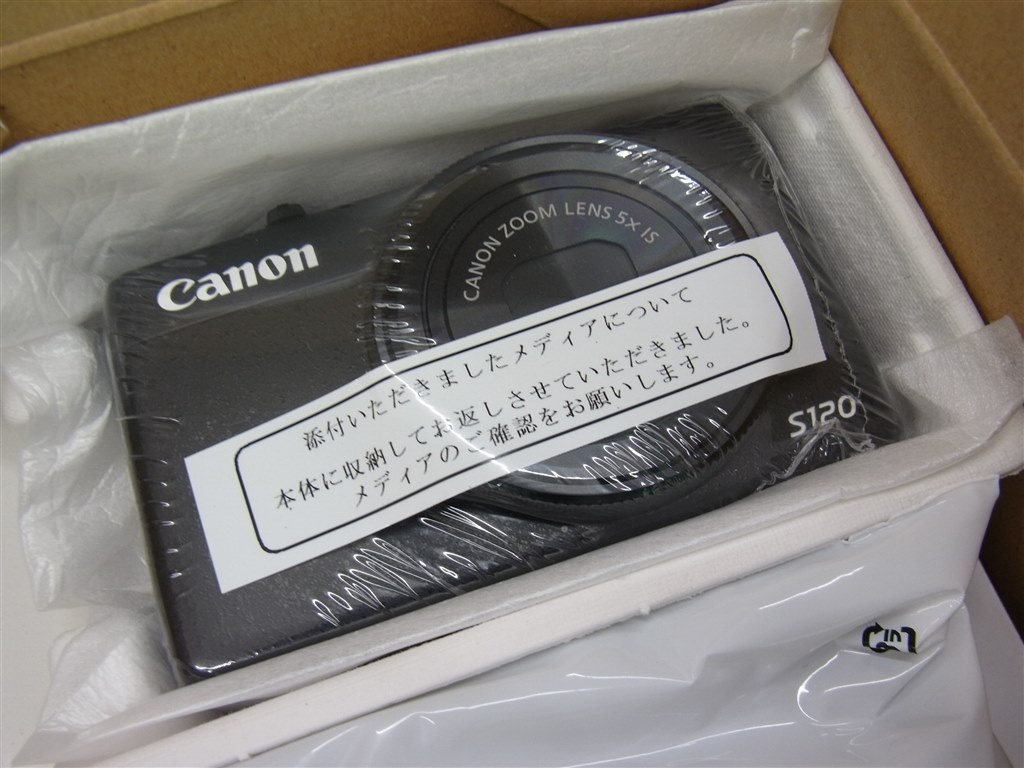 Canon
CANON ZOOM LENS 5× IS
添付いただきましたメディアについて
本体に収納してお返しさせていただきました。
メディアのご確認をお願いします。
S120